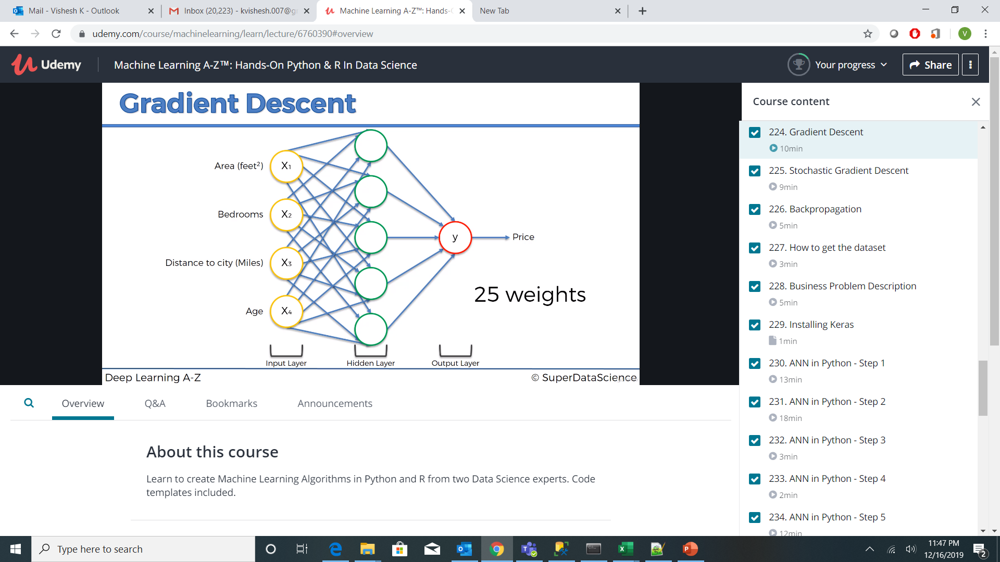 Mail - Vishesh K - Outlook
Inbox (20,223) - kvishesh.007@g
Machine Learning A-Z™: Hands-
New Tab
udemy.com/course/machinelearning/learn/lecture/6760390#overview
V
Udemy
Machine Learning A-Z™: Hands-On Python & R In Data Science
Your progress
Share
Gradient Descent
Area (feet²)
X1
Bedrooms
X2
Distance to city (Miles)
X3
Age
X4
y
Price
25 weights
Input Layer
Hidden Layer
Output Layer
Deep Learning A-Z
© SuperDataScience
Course content
224. Gradient Descent
10min
225. Stochastic Gradient Descent
9min
226. Backpropagation
5min
227. How to get the dataset
3min
228. Business Problem Description
5min
229. Installing Keras
1min
230. ANN in Python - Step 1
13min
231. ANN in Python - Step 2
18min
232. ANN in Python - Step 3
3min
233. ANN in Python - Step 4
2min
234. ANN in Python - Step 5
12min
Overview
Q&A
Bookmarks
Announcements
About this course
Learn to create Machine Learning Algorithms in Python and R from two Data Science experts. Code
templates included.
Type here to search
11:47 PM
12/16/2019
2